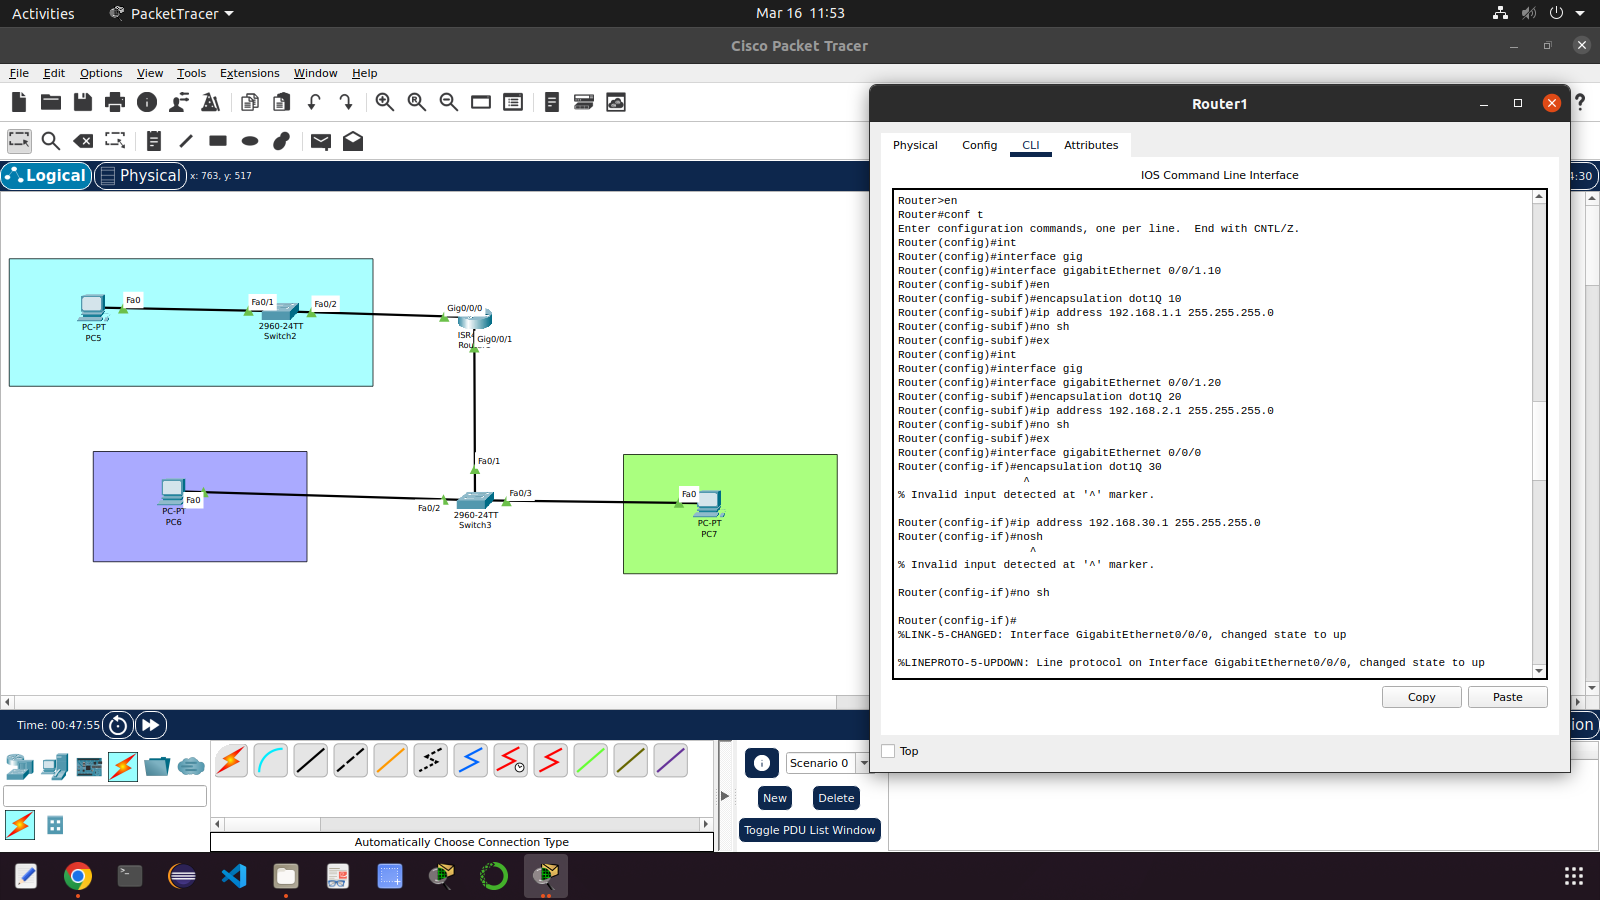 Activities
PacketTracer
Mar 16 11:53
Cisco Packet Tracer
File Edit Options View Tools Extensions Window Help
Logical
Physical
x: 763, y: 517
:30
Fa0
Fa0/1
Fa0/2
PC-PT
PC5
2960-24TT
Switch2
Gig0/0/0
Gig0/0/1
Fa0/1
Fa0
PC-PT
PC6
Fa0/2
Fa0/3
2960-24TT
Switch3
Fa0
PC-PT
PC7
Router1
Physical Config CLI Attributes
IOS Command Line Interface
Router>en
Router#conf t
Enter configuration commands, one per line. End with CNTL/Z.
Router(config)#int
Router(config)#interface gig
Router(config)#interface gigabitEthernet 0/0/1.10
Router(config-subif)#en
Router(config-subif)#encapsulation dot1Q 10
Router(config-subif)#ip address 192.168.1.1 255.255.255.0
Router(config-subif)#no sh
Router(config-subif)#ex
Router(config)#int
Router(config)#interface gig
Router(config)#interface gigabitEthernet 0/0/1.20
Router(config-subif)#encapsulation dot1Q 20
Router(config-subif)#ip address 192.168.2.1 255.255.255.0
Router(config-subif)#no sh
Router(config-subif)#ex
Router(config)#interface gigabitEthernet 0/0/0
Router(config-if)#encapsulation dot1Q 30
^
% Invalid input detected at '^' marker.
Router(config-if)#ip address 192.168.30.1 255.255.255.0
Router(config-if)#nosh
^
% Invalid input detected at '^' marker.
Router(config-if)#no sh
Router(config-if)#
%LINK-5-CHANGED: Interface GigabitEthernet0/0/0, changed state to up
%LINEPROTO-5-UPDOWN: Line protocol on Interface GigabitEthernet0/0/0, changed state to up
Copy
Paste
Top
Time: 00:47:55
ion
Scenario 0
New
Delete
Toggle PDU List Window
Automatically Choose Connection Type